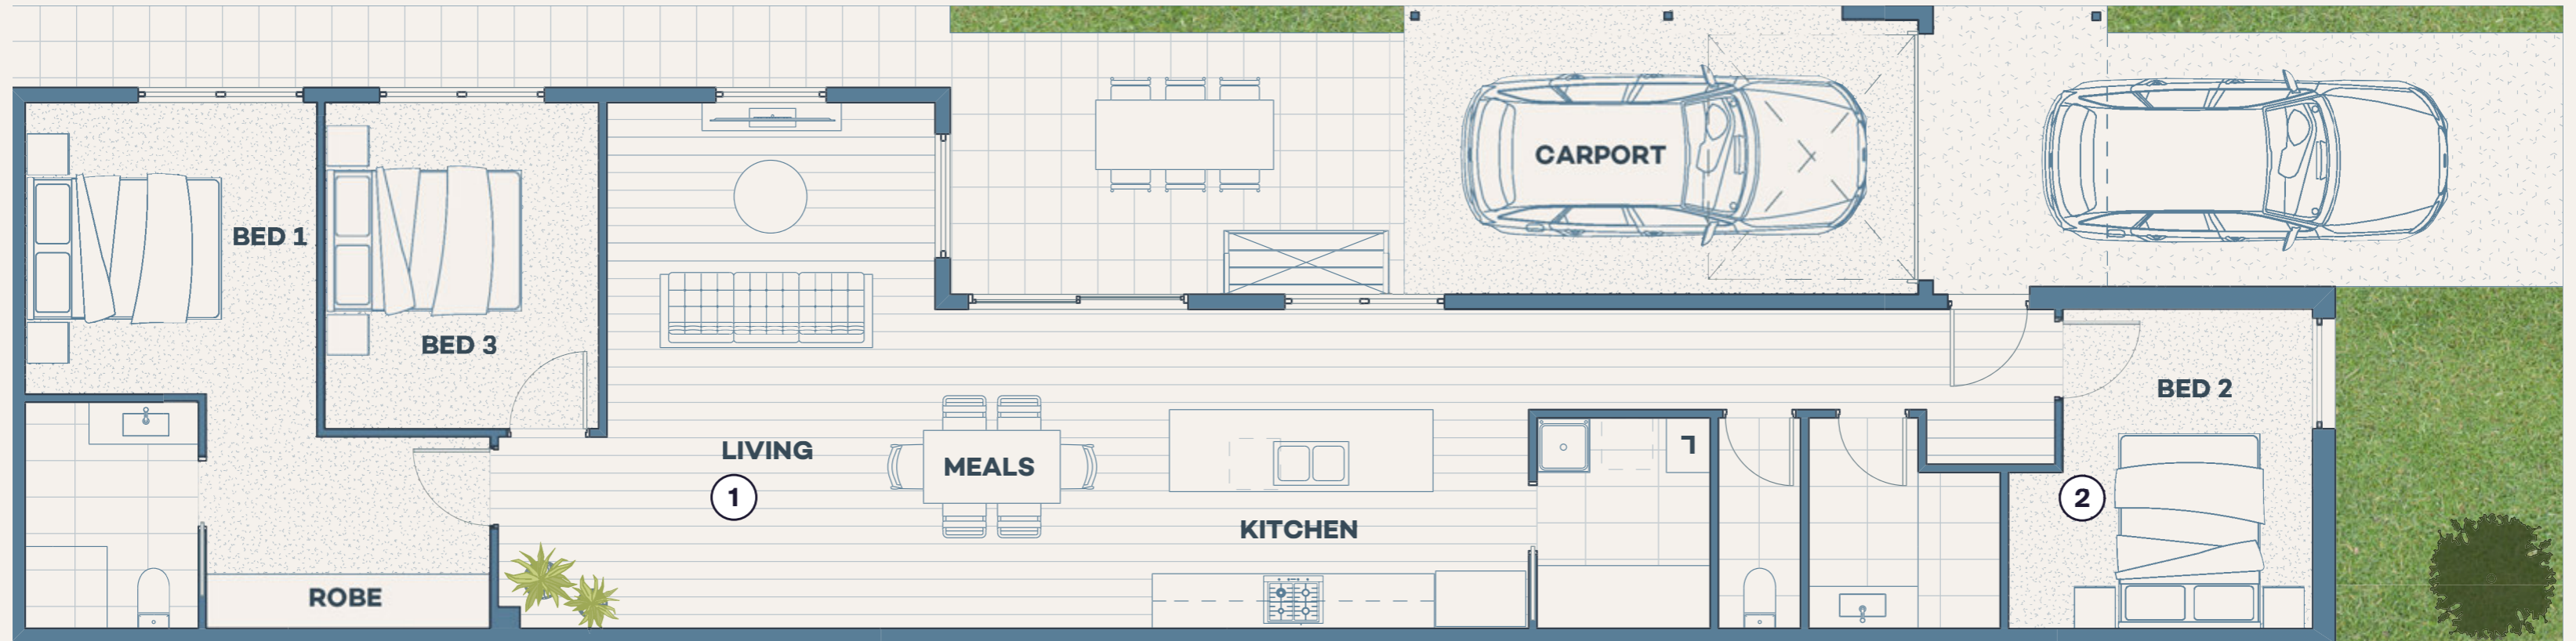 CARPORT
BED 1
BED 3
BED 2
LIVING
MEALS
1
2
KITCHEN
ROBE
L